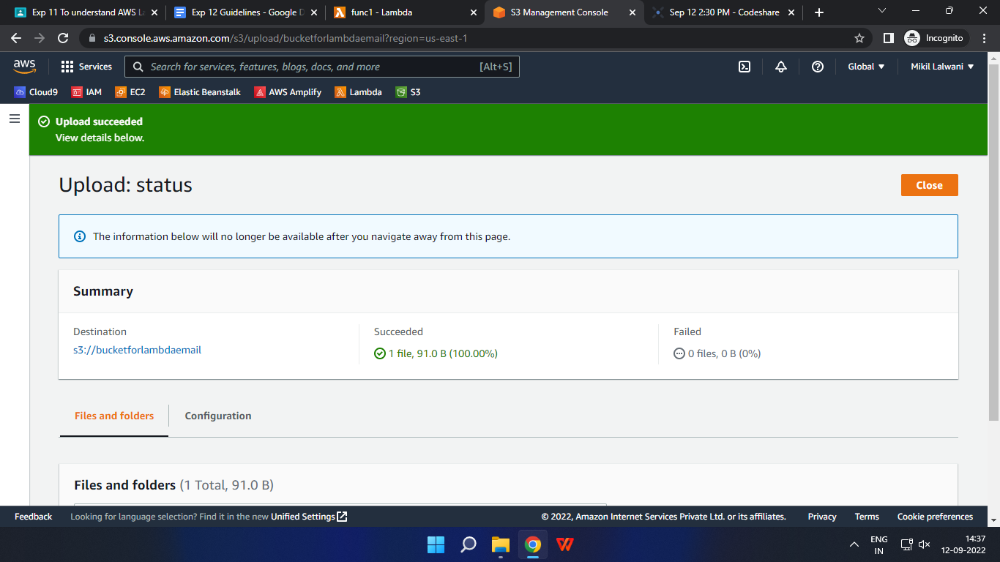 Exp 11 To understand AWS La
Exp 12 Guidelines - Google D
func1 - Lambda
S3 Management Console
Sep 12 2:30 PM - Codeshare
s3.console.aws.amazon.com/s3/upload/bucketforlambdaemail?region=us-east-1
Incognito
aws
Services
Search for services, features, blogs, docs, and more
[Alt+S]
Global
Mikil Lalwani
Cloud9
IAM
EC2
Elastic Beanstalk
AWS Amplify
Lambda
S3
Upload succeeded
View details below.
Upload: status
Close
The information below will no longer be available after you navigate away from this page.
Summary
Destination
s3://bucketforlambdaemail
Succeeded
1 file, 91.0 B (100.00%)
Failed
0 files, 0 B (0%)
Files and folders
Configuration
Files and folders (1 Total, 91.0 B)
Feedback
Looking for language selection? Find it in the new Unified Settings
© 2022, Amazon Internet Services Private Ltd. or its affiliates.
Privacy
Terms
Cookie preferences
ENG
IN
14:37
12-09-2022